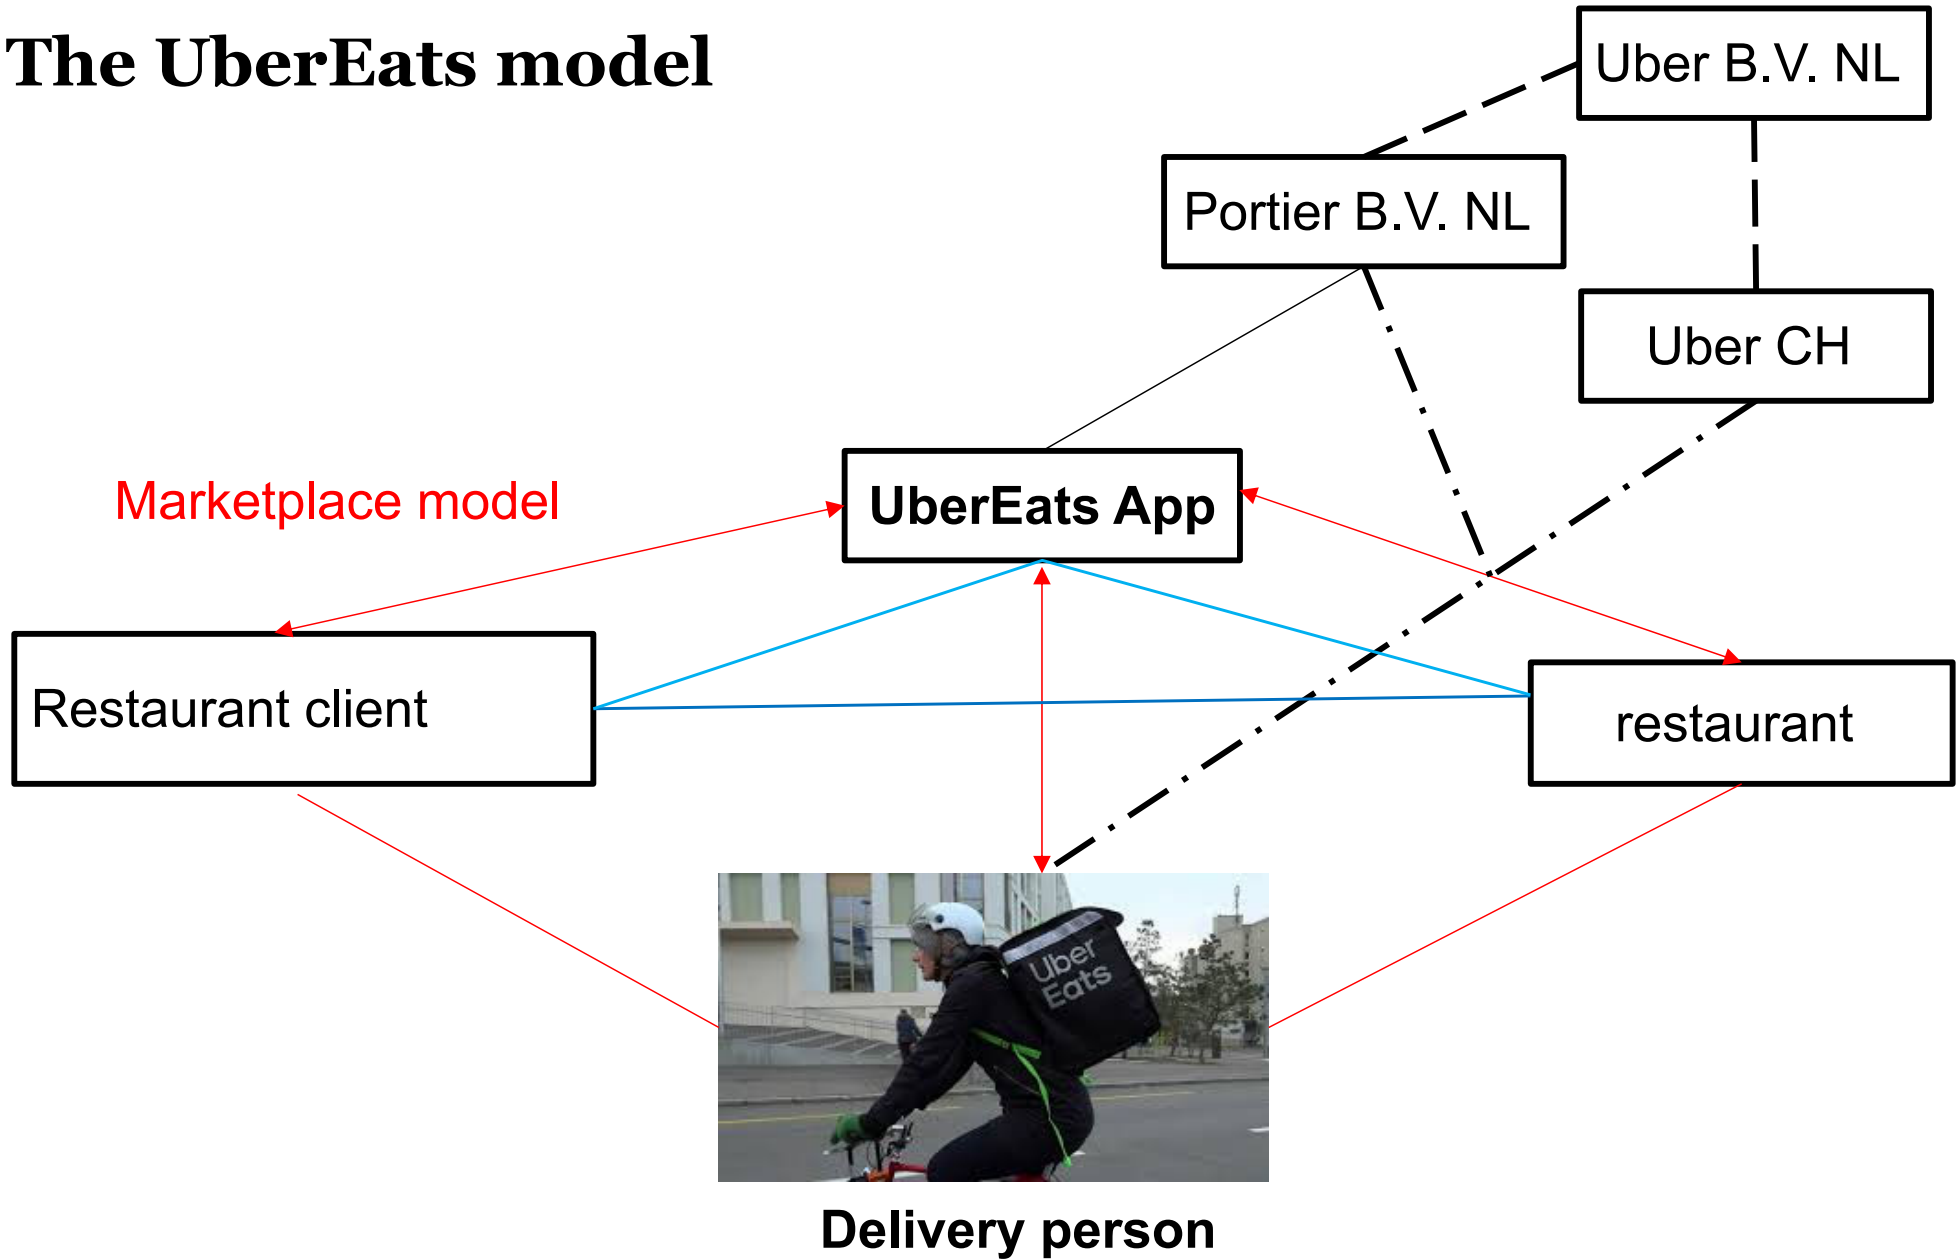 The UberEats model
Uber B.V. NL
Portier B.V. NL
Uber CH
Marketplace model
UberEats App
Restaurant client
restaurant
Uber
Eats
Delivery person